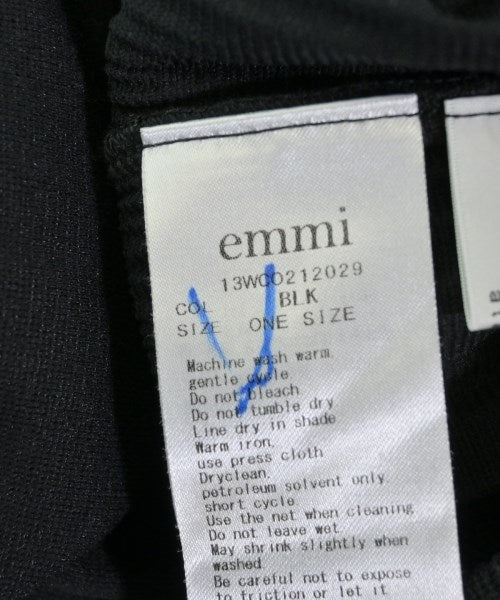 emmi
13WCO212029
COL BLK
SIZE ONE SIZE
Machine wash warm.
gentle cycle
Do not bleach
Do not tumble dry
Line dry in shade
Warm iron.
use press cloth
Dryclean.
petroleum solvent only.
short cycle
Use the net when cleaning
Do not leave wet
May shrink slightly when
washed
Be careful not to expose
to friction or let it